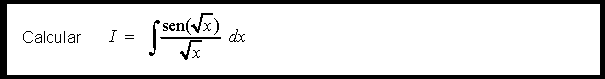 Calcular I = ∫ sen(√x) / √x dx